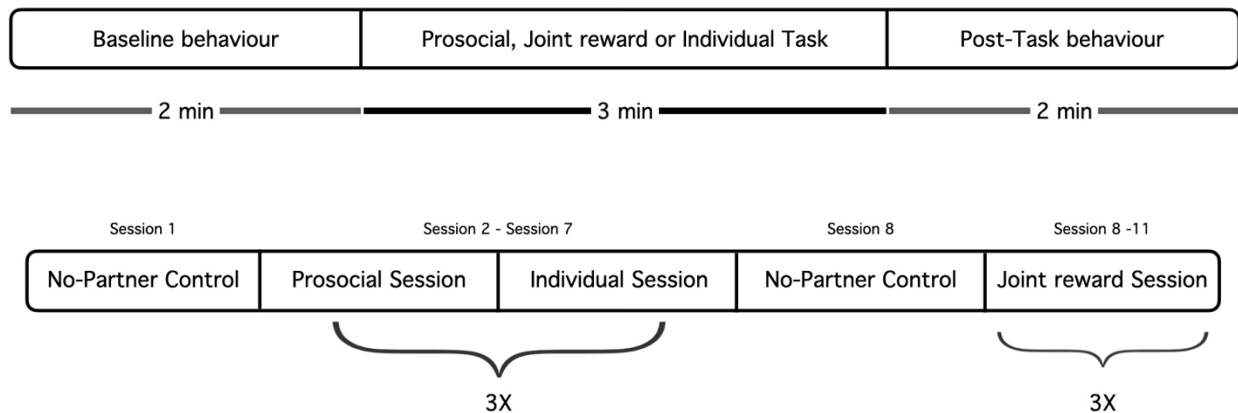 Baseline behaviour Prosocial, Joint reward or Individual Task Post-Task behaviour
2 min 3 min 2 min
Session 1 Session 2 - Session 7 Session 8 Session 8 -11
No-Partner Control Prosocial Session Individual Session No-Partner Control Joint reward Session
3X 3X